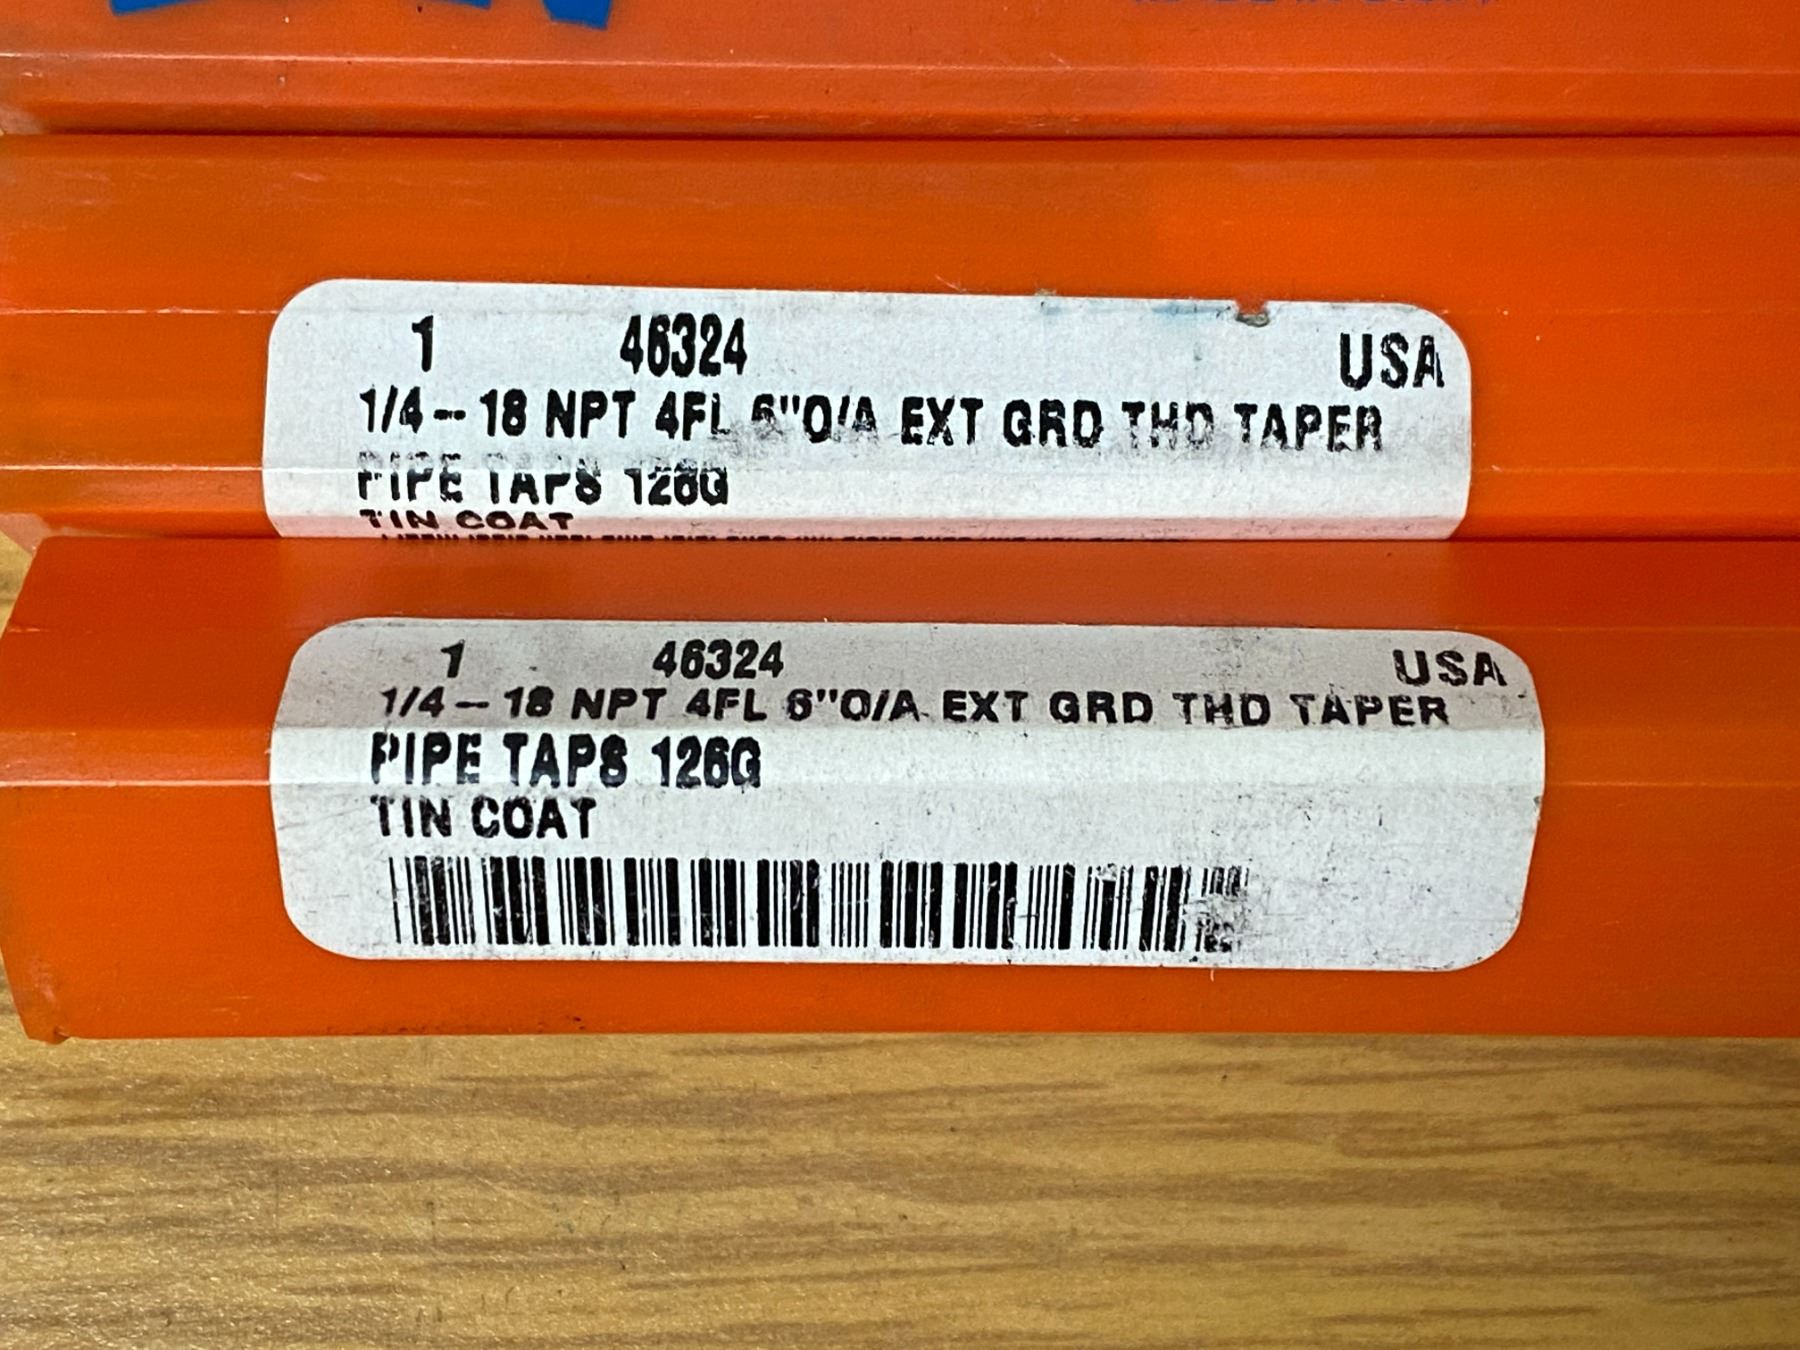 1 46324 USA
1/4-18 NPT 4FL 6"O/A EXT GRD THD TAPER
PIPE TAPS 126G
TIN COAT
1 46324 USA
1/4-18 NPT 4FL 6"O/A EXT GRD THD TAPER
PIPE TAPS 126G
TIN COAT